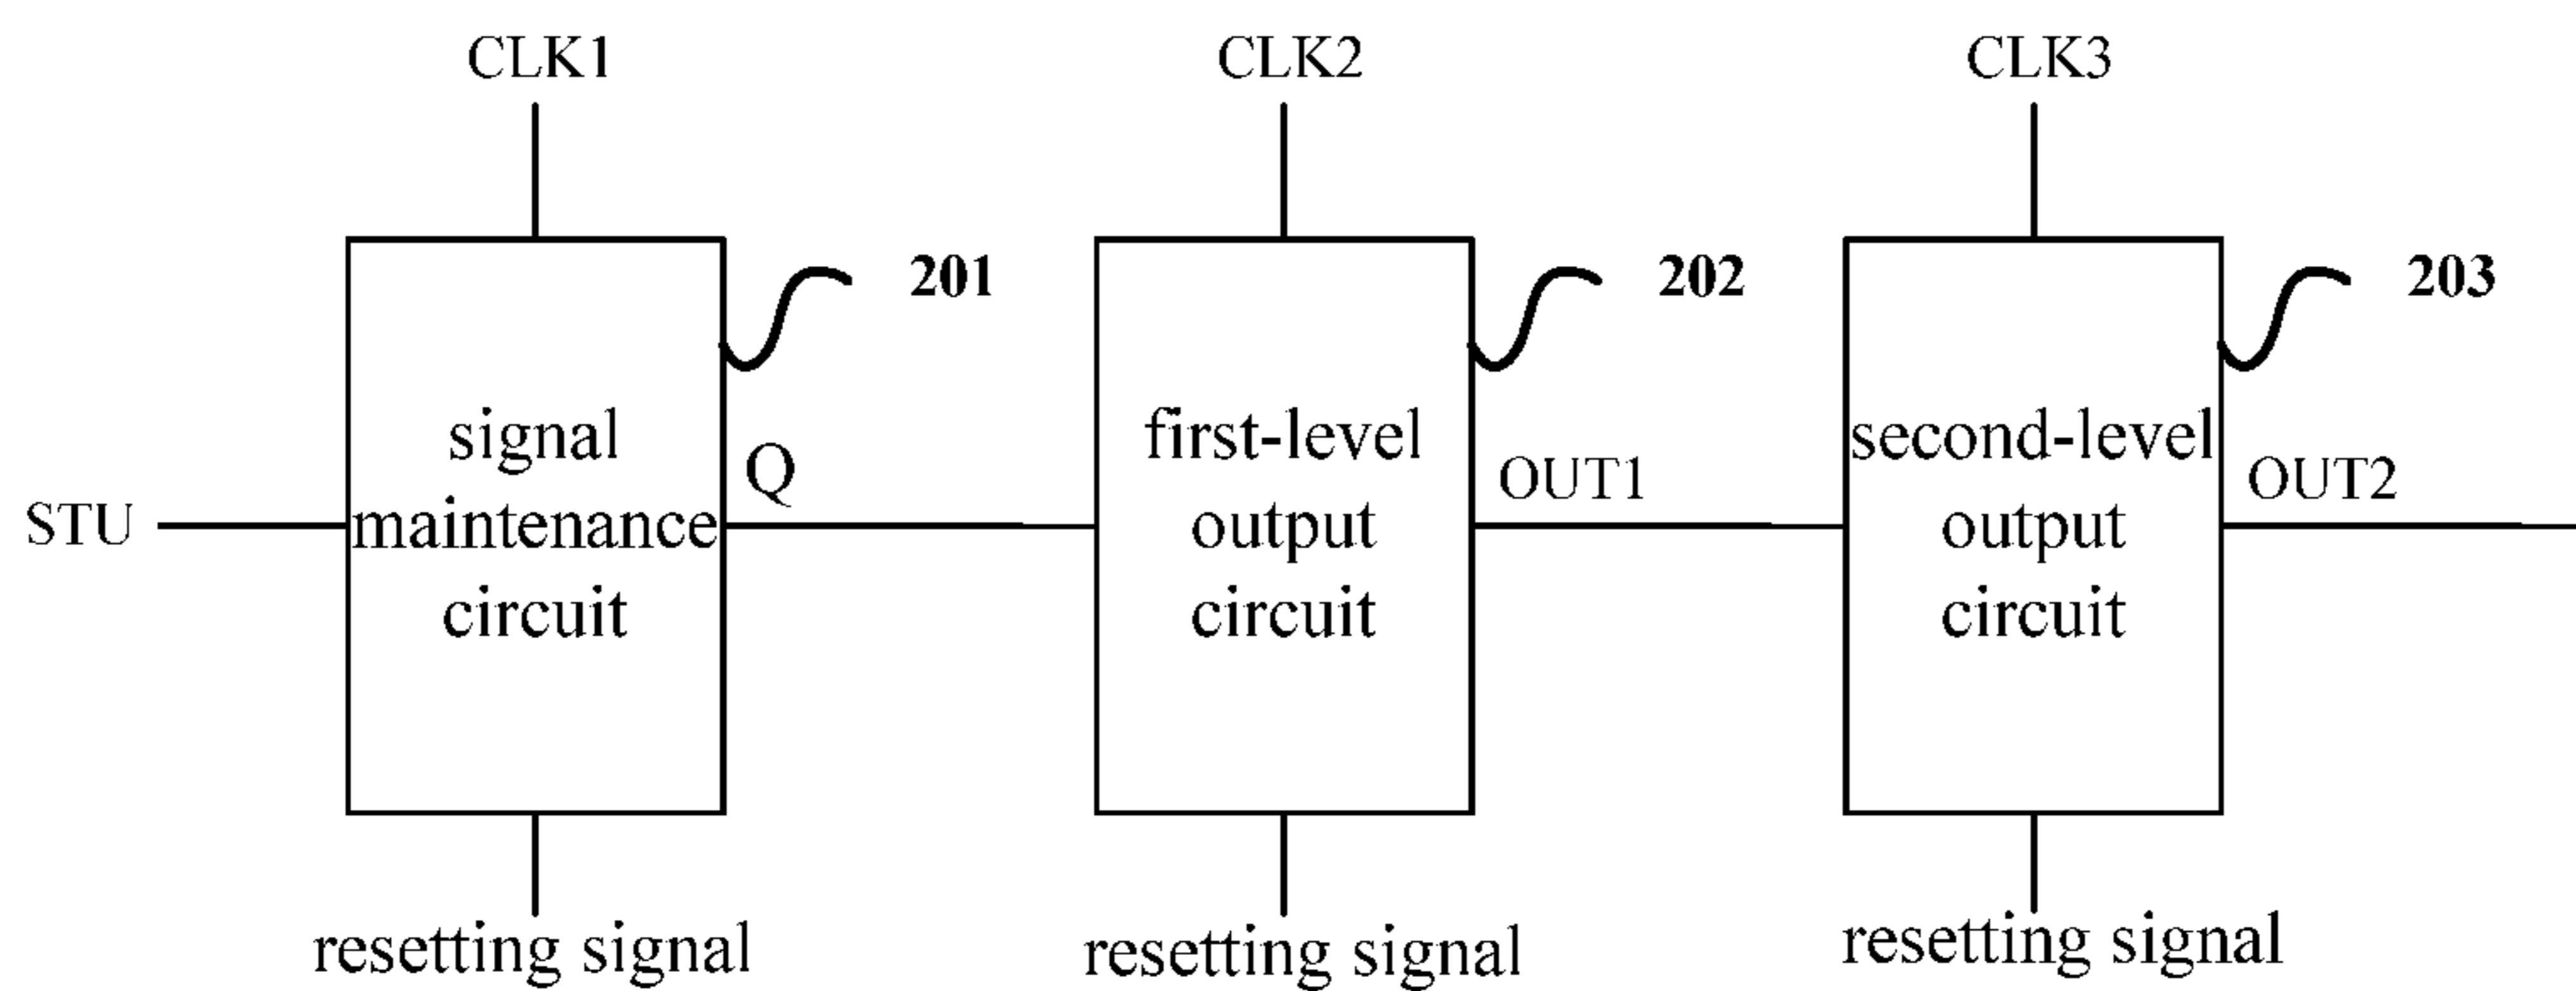 CLK1
CLK2
CLK3
201
202
203
signal
maintenance
circuit
first-level
output
circuit
second-level
output
circuit
STU
Q
OUT1
OUT2
resetting signal
resetting signal
resetting signal